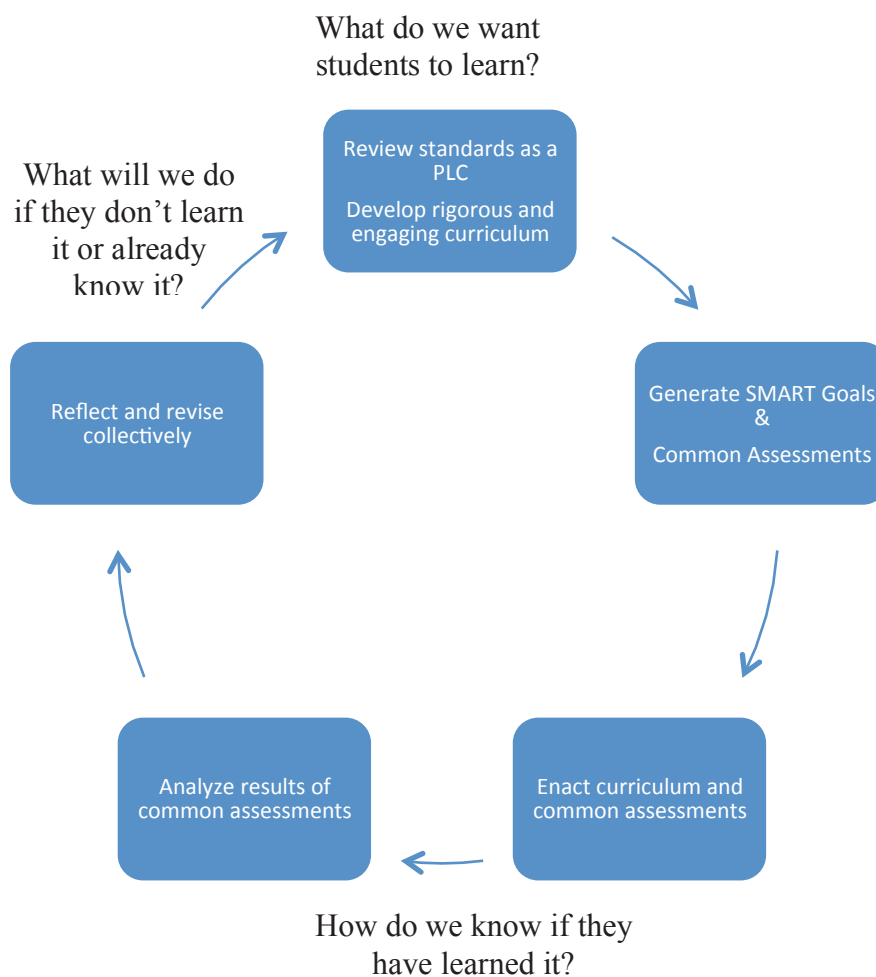 What do we want
students to learn?
Review standards as a
PLC
Develop rigorous and
engaging curriculum
What will we do
if they don’t learn
it or already
know it?
Generate SMART Goals
&
Common Assessments
Reflect and revise
collectively
Enact curriculum and
common assessments
Analyze results of
common assessments
How do we know if they
have learned it?